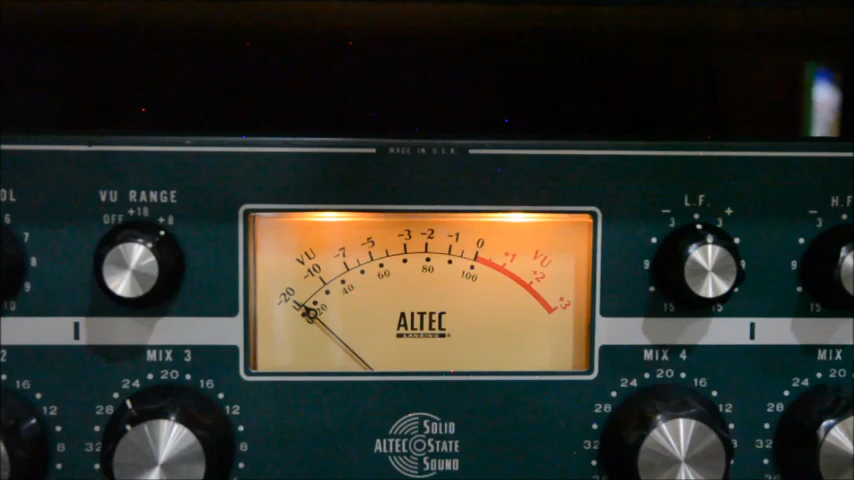 MADE IN U.S.A.
VU RANGE
OFF +18 +8
L.F.
- 3 3 +
9 9
15 15
H.F.
- 3
9
15
OL
6
7
8
9
10
VU VU
-20 -10 -7 -5 -3 -2 -1 0 +1 +2 +3
20 40 60 80 100
ALTEC
LANSING
2
16
12
8
MIX 3
32 28 24 20 16 12 8
MIX 4
32 28 24 20 16 12 8
MIX
32 28 24 20
SOLID
ALTEC STATE
SOUND